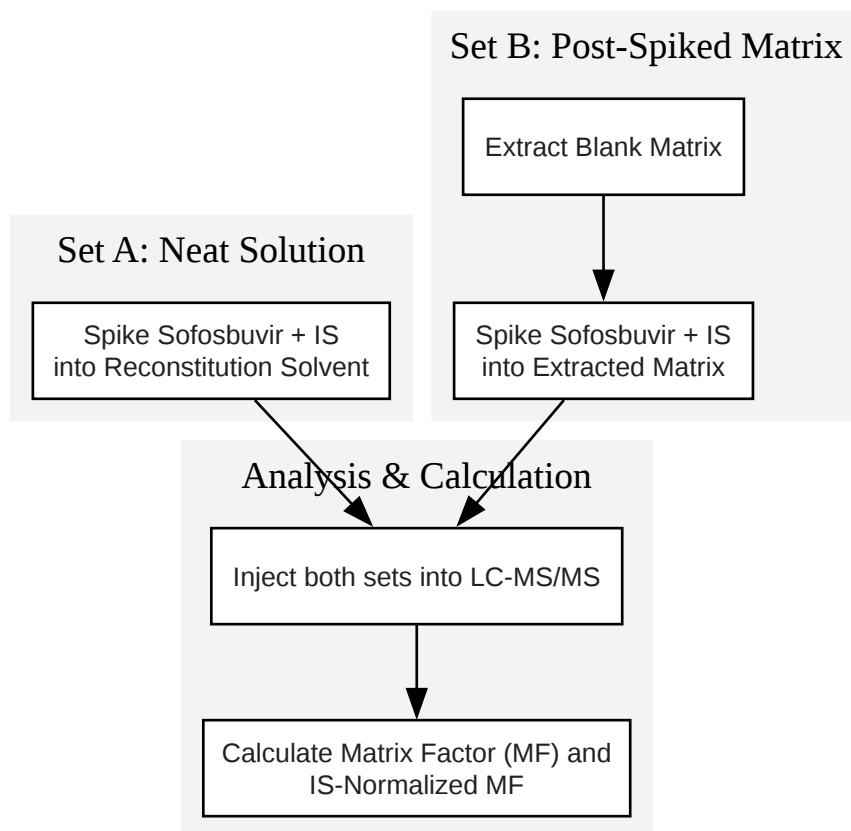 Set B: Post-Spiked Matrix
Extract Blank Matrix
Set A: Neat Solution
Spike Sofosbuvir + IS
into Reconstitution Solvent
Spike Sofosbuvir + IS
into Extracted Matrix
Analysis & Calculation
Inject both sets into LC-MS/MS
Calculate Matrix Factor (MF) and
IS-Normalized MF